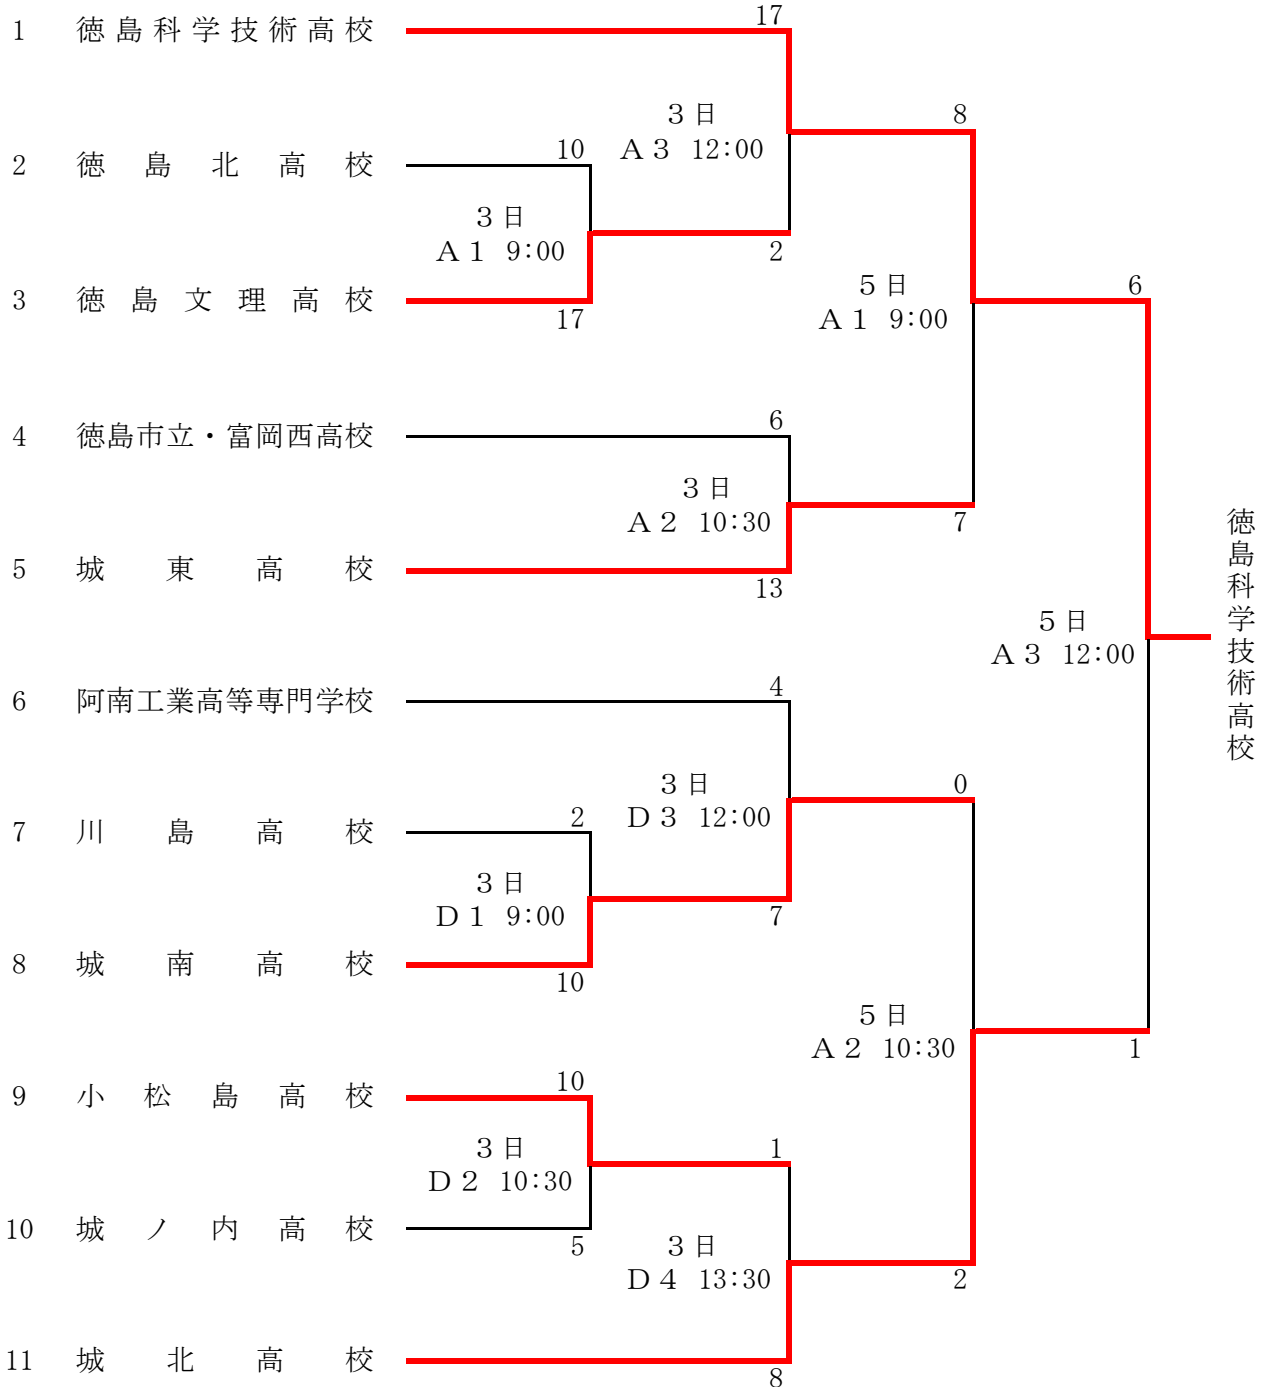 17
1 徳島科学技術高校
3日
A3 12:00
8
10
2 徳島北高校
3日
A1 9:00
2
3 徳島文理高校
17
5日
A1 9:00
6
6
4 徳島市立・富岡西高校
3日
A2 10:30
7
5 城東高校
13
徳島科学技術高校
5日
A3 12:00
4
6 阿南工業高等専門学校
3日
D3 12:00
0
2
7 川島高校
3日
D1 9:00
7
8 城南高校
10
5日
A2 10:30
1
10
9 小松島高校
3日
D2 10:30
1
10 城ノ内高校
5
3日
D4 13:30
2
11 城北高校
8